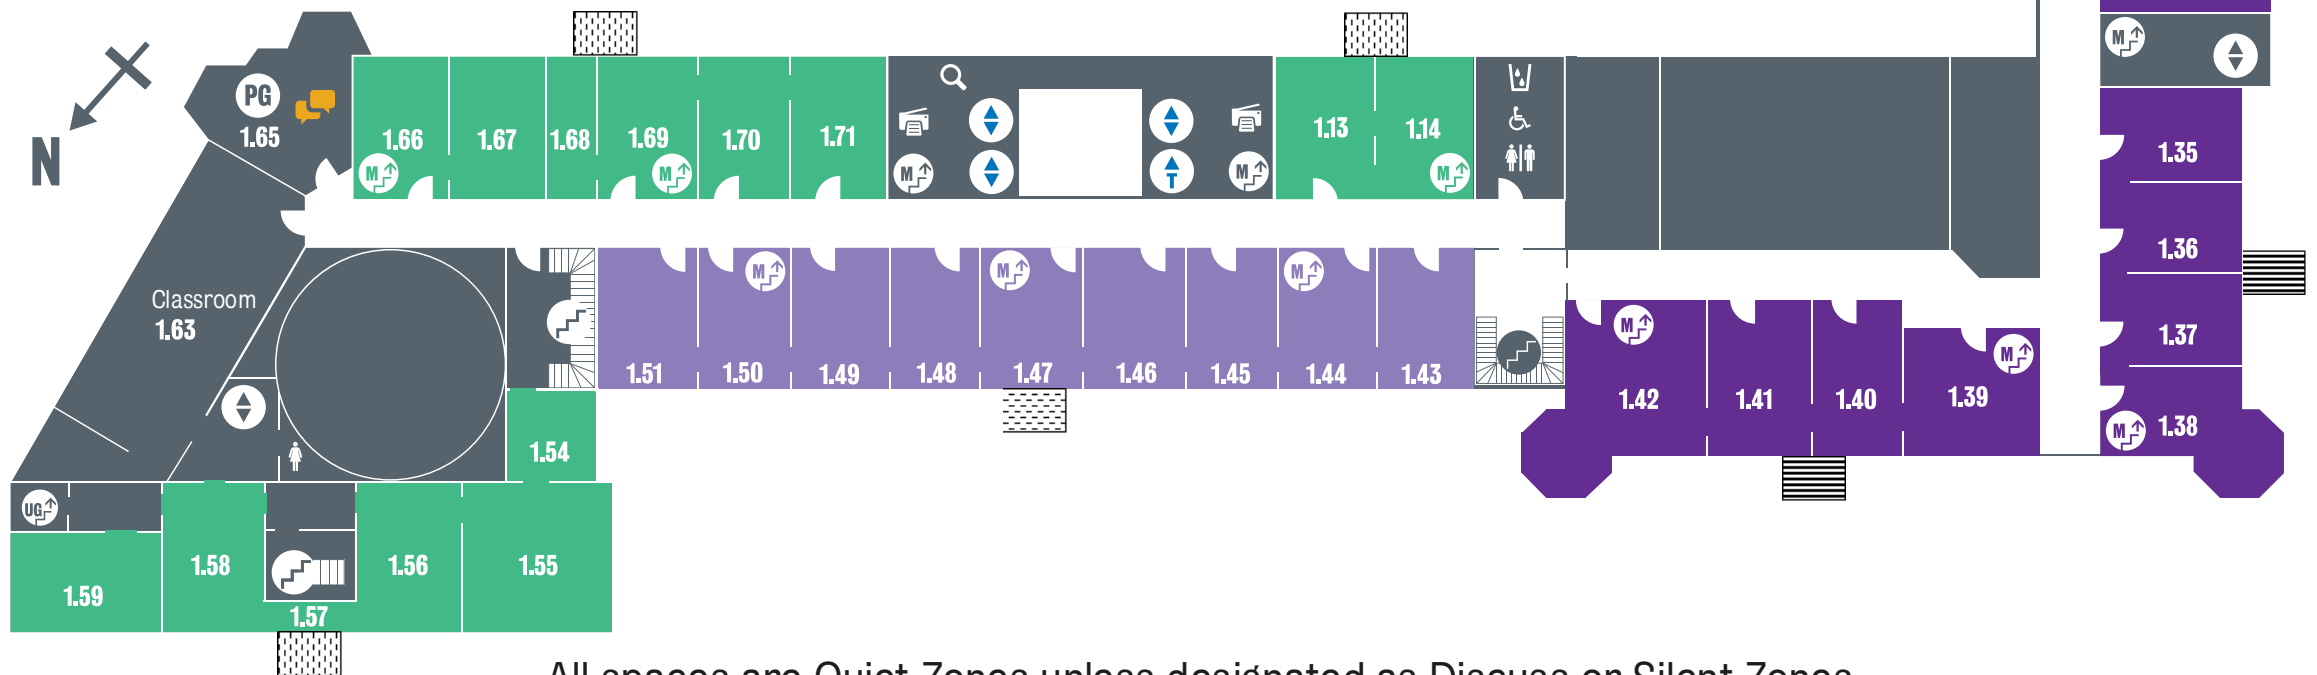 M
PG
1.65
N
1.66
1.67
1.68
1.69
1.70
1.71
M
M
M
T
M
1.13
1.14
M
1.35
1.36
1.37
1.38
M
Classroom
1.63
M
M
M
1.51
1.50
1.49
1.48
1.47
1.46
1.45
1.44
1.43
M
M
1.42
1.41
1.40
1.39
1.54
UG
1.59
1.58
1.57
1.56
1.55
All spaces are Quiet Zones unless designated as Discuss or Silent Zones